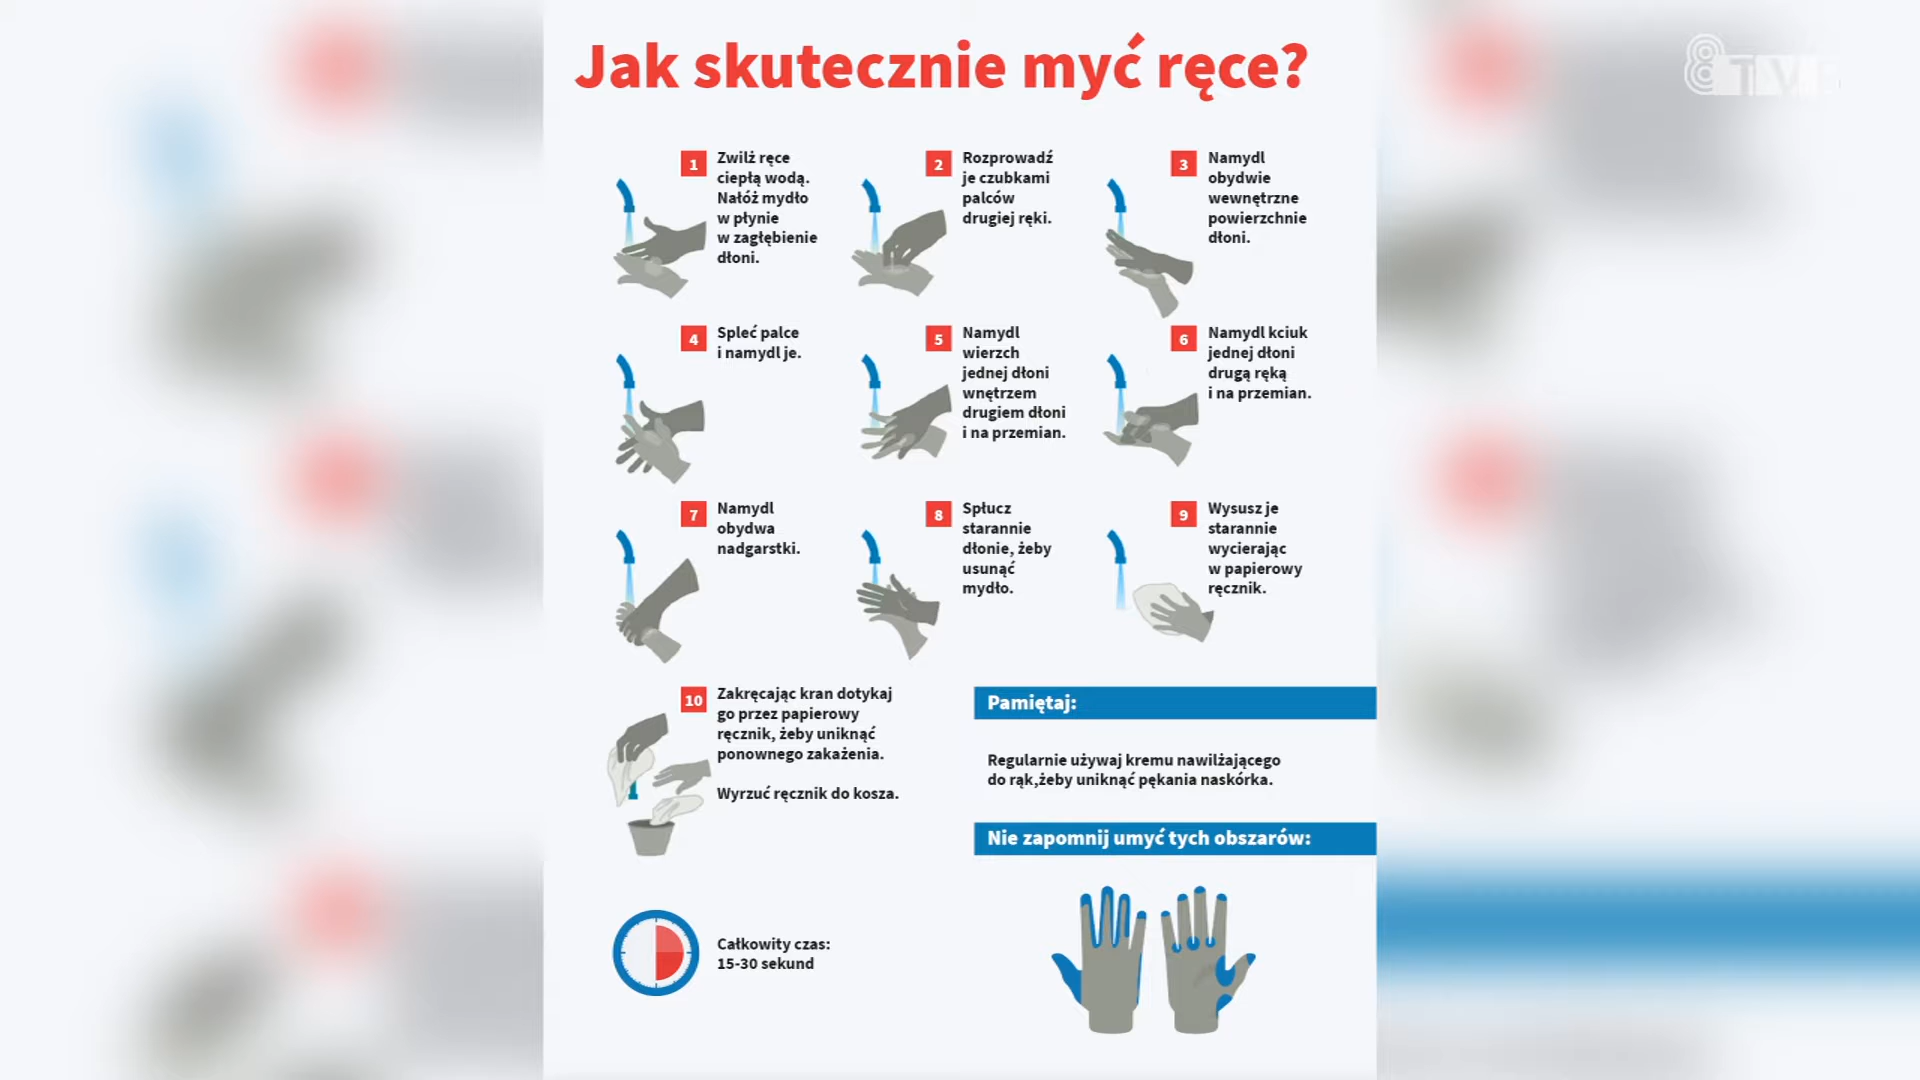 Jak skutecznie myć ręce?
1
Zwilż ręce
ciepłą wodą.
Nałóż mydło
w płynie
w zagłębienie
dłoni.
2
Rozprowadź
je czubkami
palców
drugiej ręki.
3
Namydl
obydwie
wewnętrzne
powierzchnie
dłoni.
4
Spleć palce
i namydl je.
5
Namydl
wierzch
jednej dłoni
wnętrzem
drugiem dłoni
i na przemian.
6
Namydl kciuk
jednej dłoni
drugą ręką
i na przemian.
7
Namydl
obydwa
nadgarstki.
8
Spłucz
starannie
dłonie, żeby
usunąć
mydło.
9
Wysusz je
starannie
wycierając
w papierowy
ręcznik.
10
Zakręcając kran dotykaj
go przez papierowy
ręcznik, żeby uniknąć
ponownego zakażenia.
Wyrzuć ręcznik do kosza.
Pamiętaj:
Regularnie używaj kremu nawilżającego
do rąk,żeby uniknąć pękania naskórka.
Nie zapomnij umyć tych obszarów:
Całkowity czas:
15-30 sekund